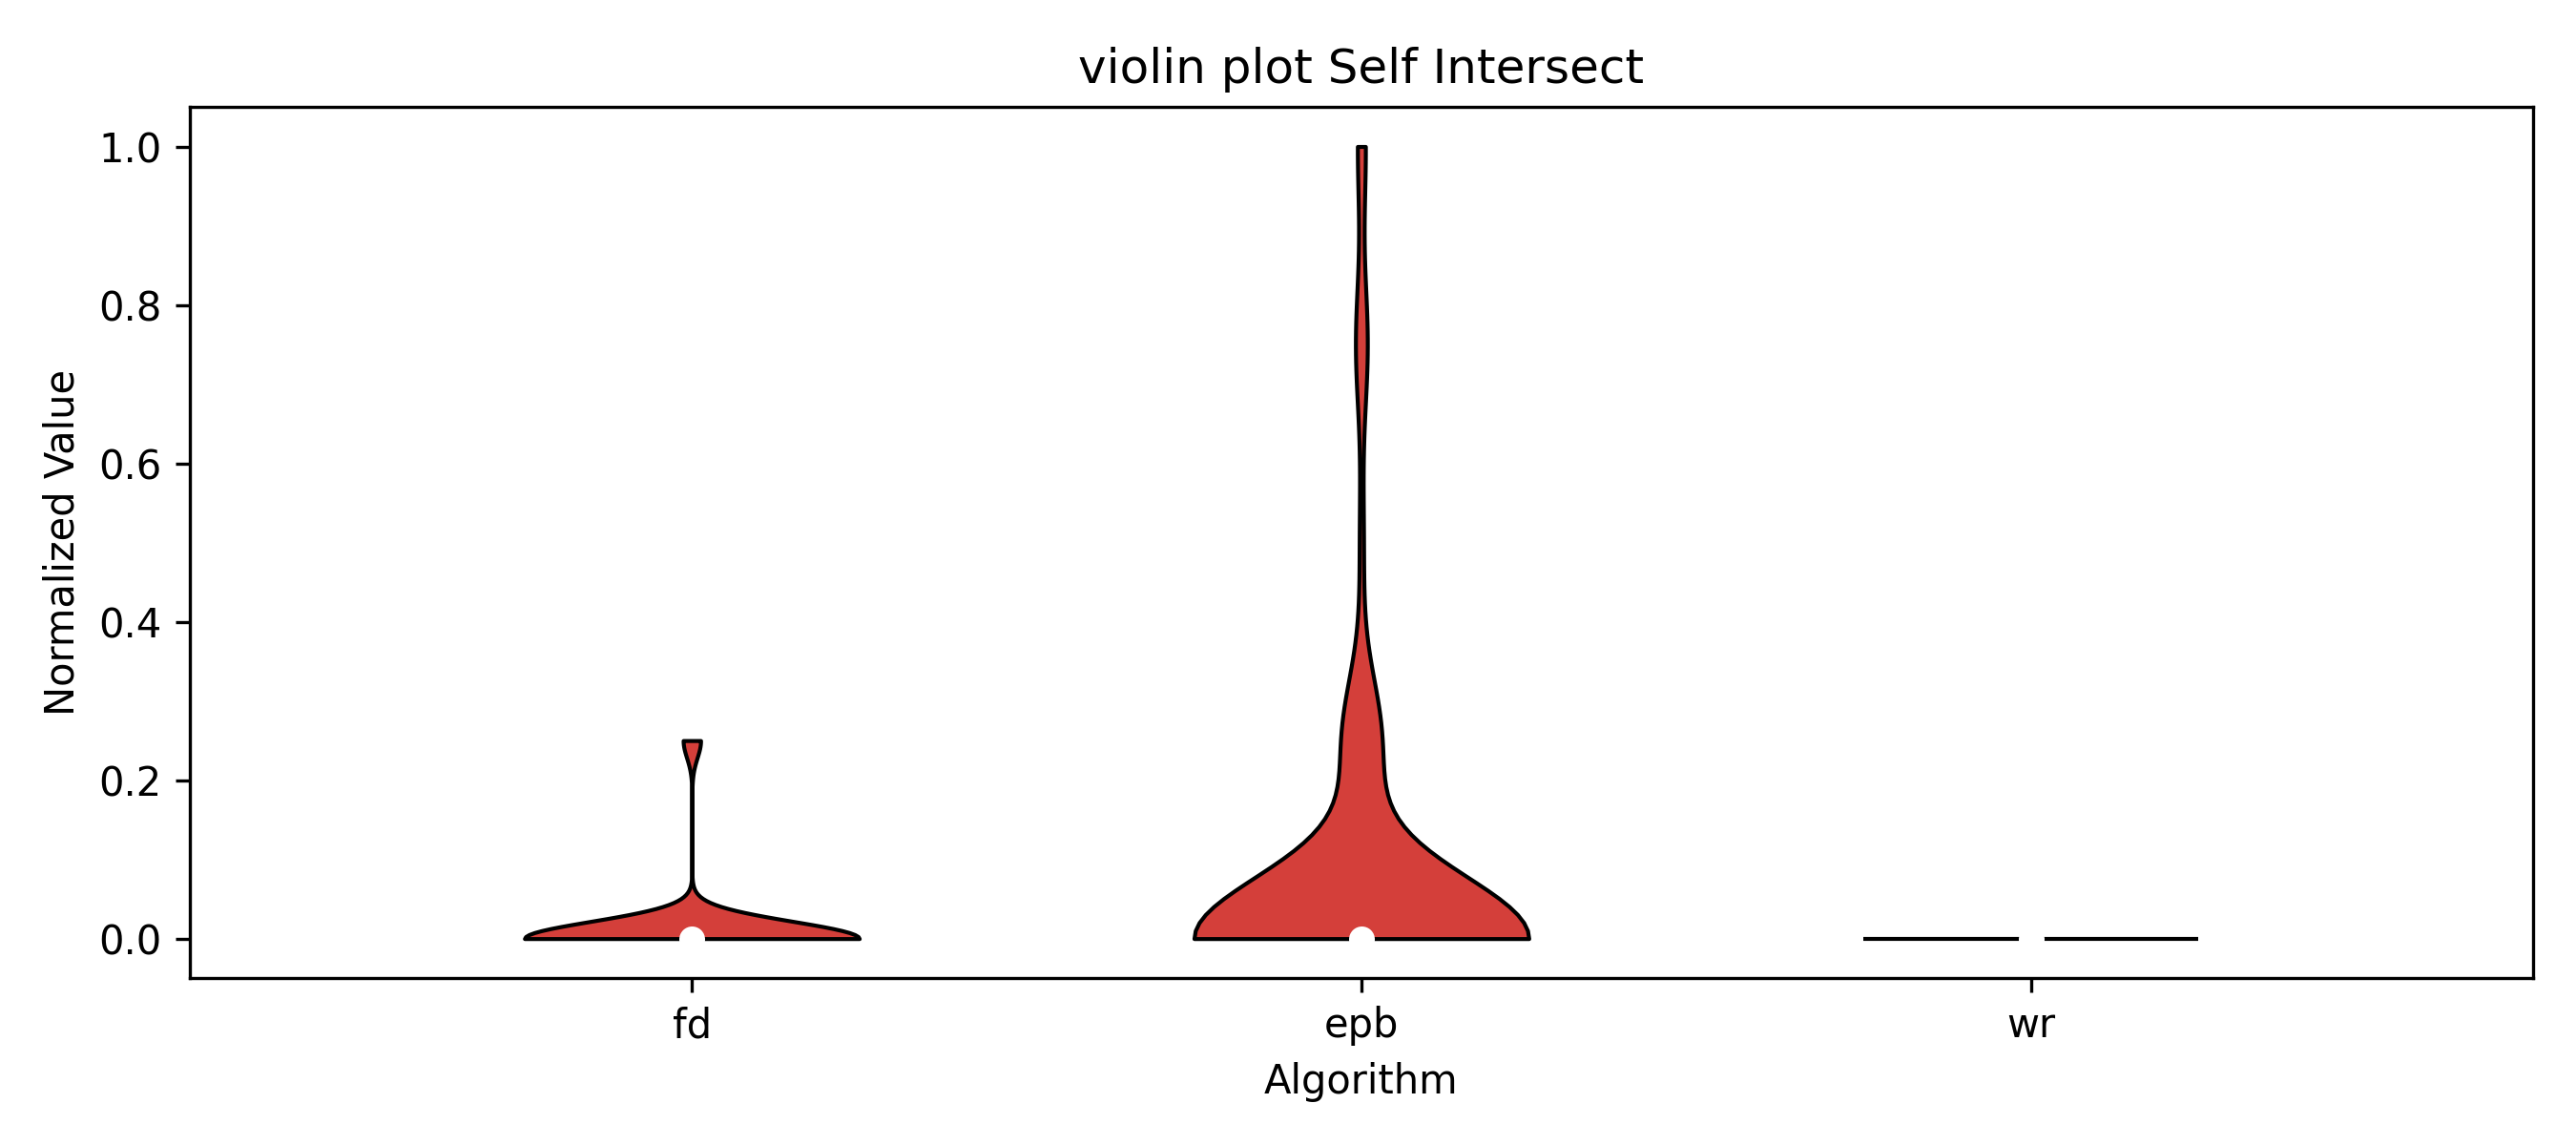 violin plot Self Intersect
Normalized Value
1.0
0.8
0.6
0.4
0.2
0.0
fd
epb
wr
Algorithm